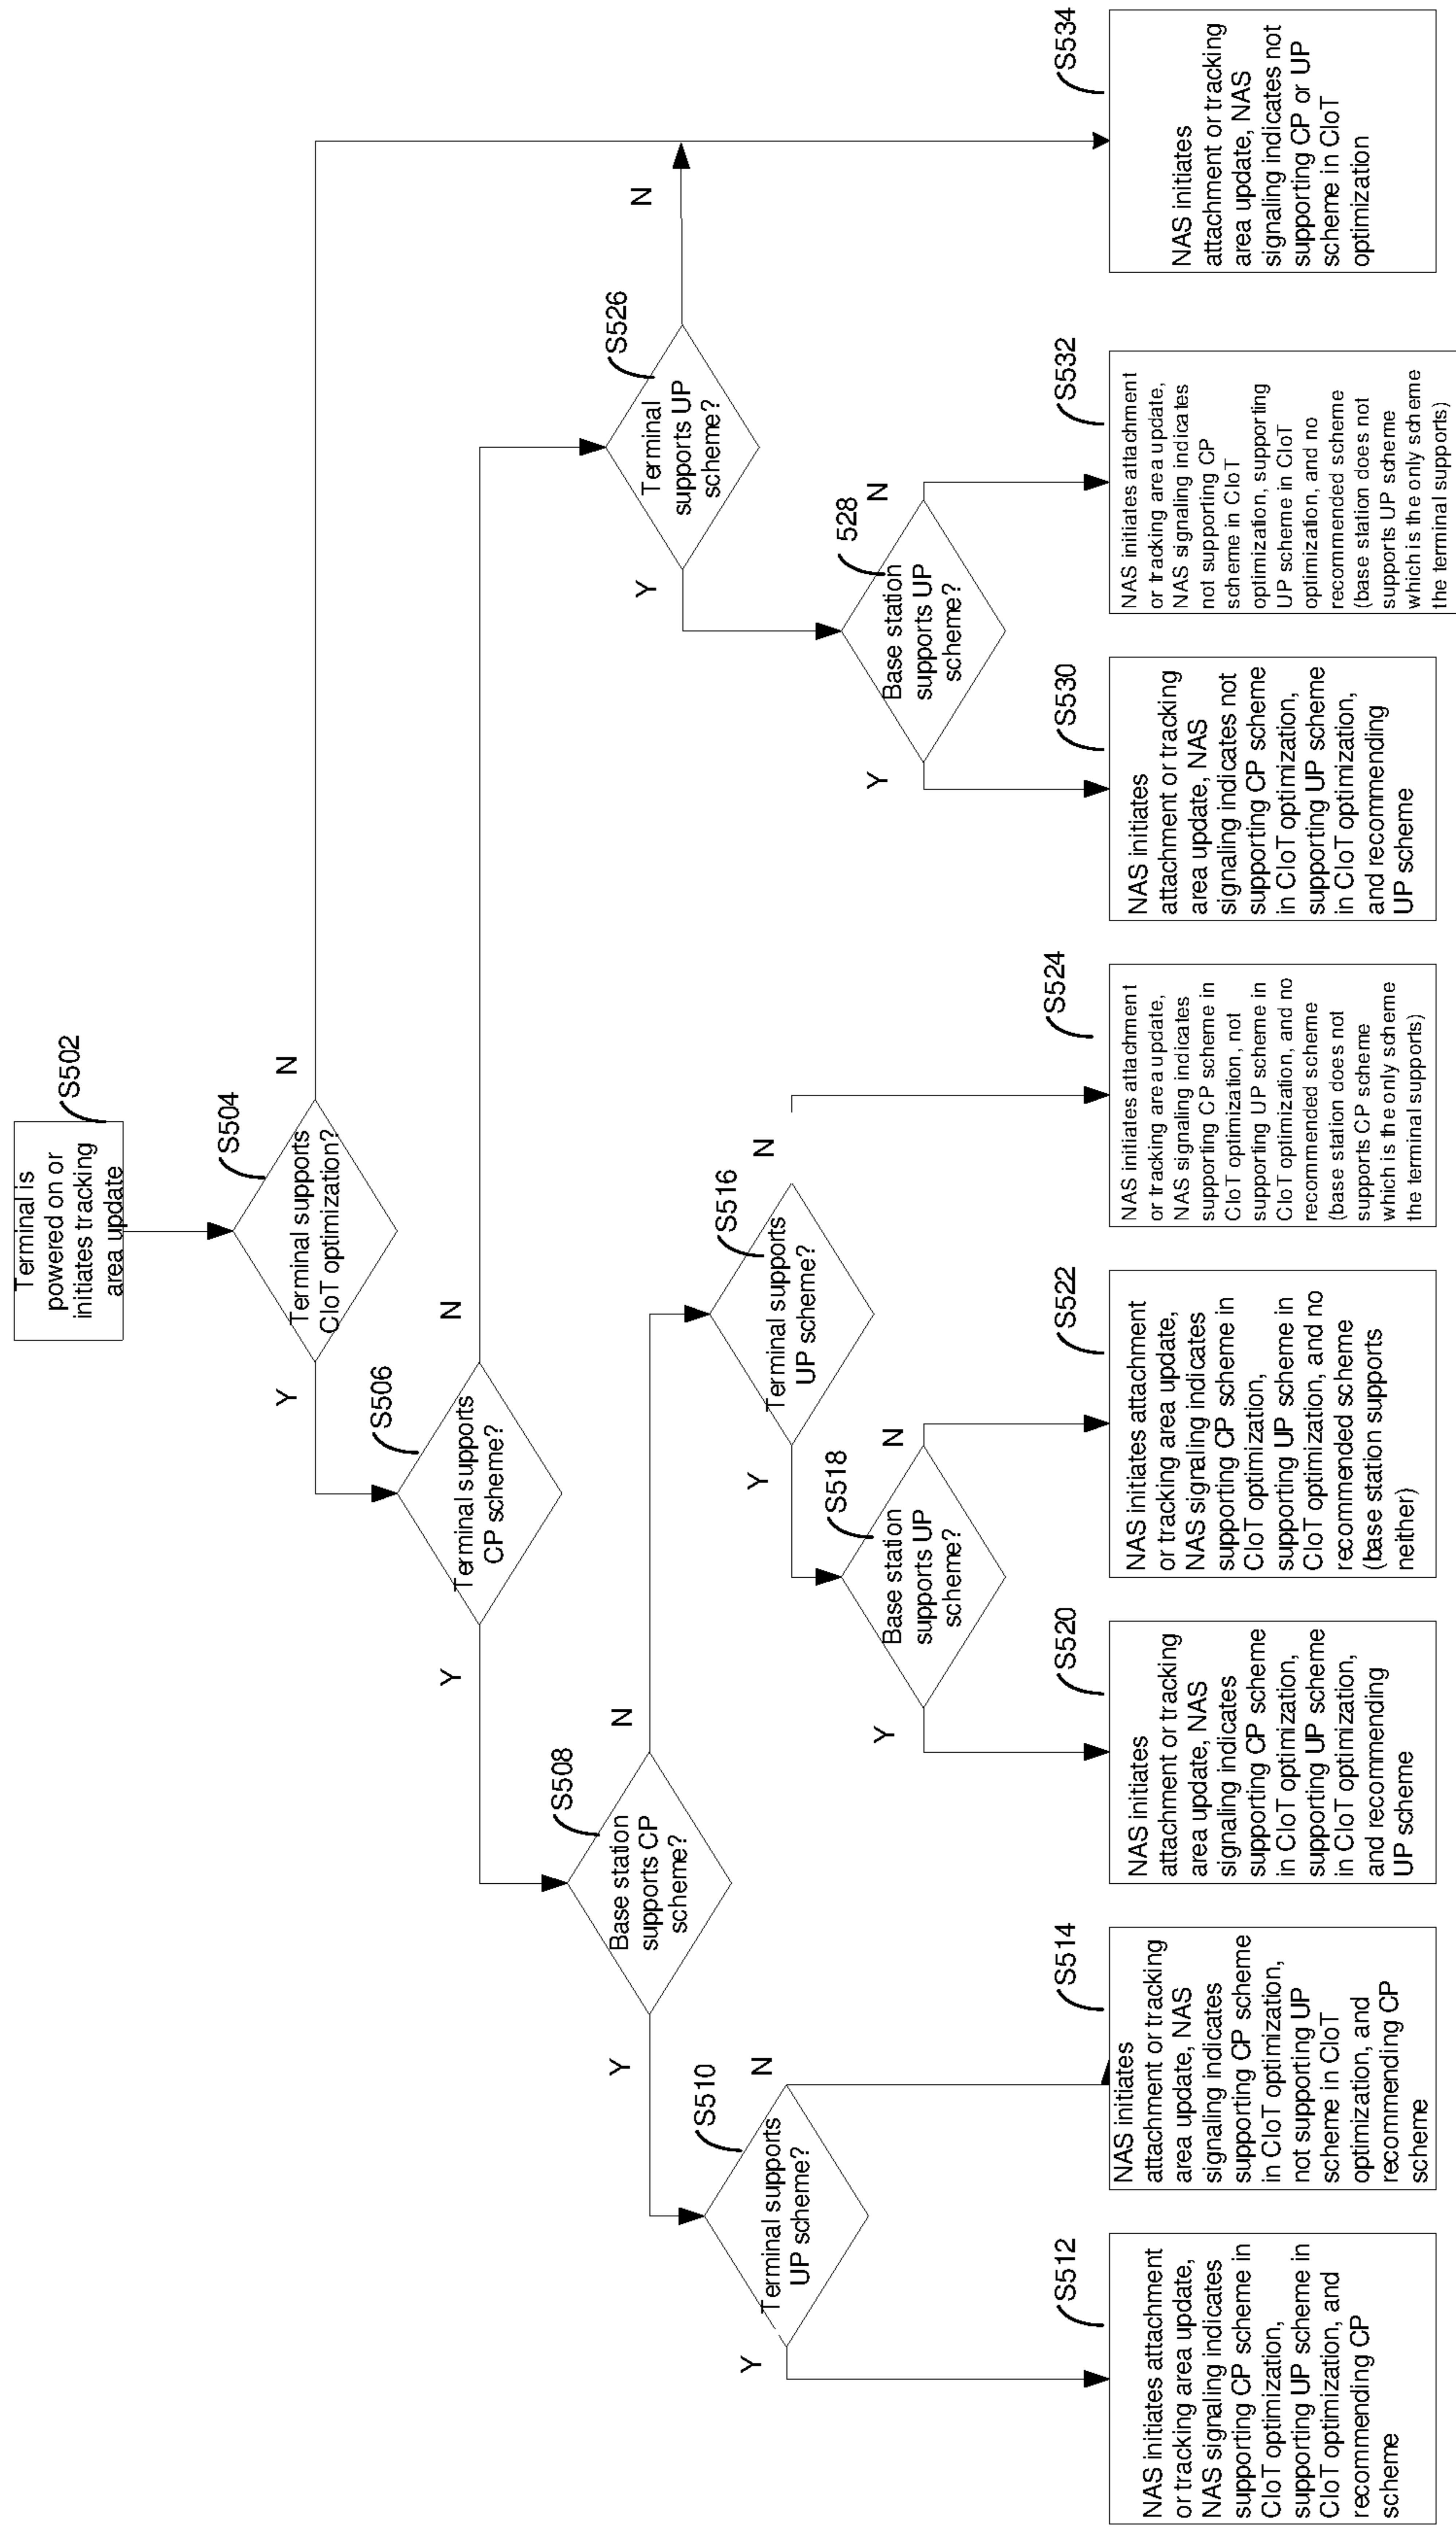 Terminal is
powered on or
initiates tracking
area update
S502
Terminal supports
CIoT optimization?
S504
Y
N
Terminal supports
CP scheme?
S506
Y
N
Base station
supports CP
scheme?
S508
Y
N
Terminal
supports UP
scheme?
S526
Y
N
Terminal supports
UP scheme?
S510
Y
N
Terminal supports
UP scheme?
S516
Y
N
Base station
supports UP
scheme?
S518
Y
N
Base station
supports UP
scheme?
528
Y
N
S512
NAS initiates attachment
or tracking area update,
NAS signaling indicates
supporting CP scheme in
CIoT optimization,
supporting UP scheme in
CIoT optimization, and
recommending CP
scheme
S514
NAS initiates
attachment or tracking
area update, NAS
signaling indicates
supporting CP scheme
in CIoT optimization,
not supporting UP
scheme in CIoT
optimization, and
recommending CP
scheme
S520
NAS initiates
attachment or tracking
area update, NAS
signaling indicates
supporting CP scheme
in CIoT optimization,
supporting UP scheme
in CIoT optimization,
and recommending
UP scheme
S522
NAS initiates attachment
or tracking area update,
NAS signaling indicates
supporting CP scheme in
CIoT optimization,
supporting UP scheme in
CIoT optimization, and no
recommended scheme
(base station supports
neither)
S524
NAS initiates attachment
or tracking area update,
NAS signaling indicates
supporting CP scheme in
CIoT optimization, not
supporting UP scheme in
CIoT optimization, and no
recommended scheme
(base station does not
supports CP scheme
which is the only scheme
the terminal supports)
S530
NAS initiates
attachment or tracking
area update, NAS
signaling indicates not
supporting CP scheme
in CIoT optimization,
supporting UP scheme
in CIoT optimization,
and recommending
UP scheme
S532
NAS initiates attachment
or tracking area update,
NAS signaling indicates
not supporting CP
scheme in CIoT
optimization, supporting
UP scheme in CIoT
optimization, and no
recommended scheme
(base station does not
supports UP scheme
which is the only scheme
the terminal supports)
S534
NAS initiates
attachment or tracking
area update, NAS
signaling indicates not
supporting CP or UP
scheme in CIoT
optimization